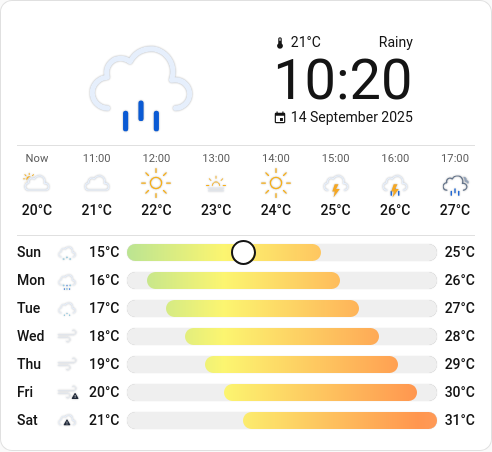 21°C Rainy
10:20
14 September 2025
Now 11:00 12:00 13:00 14:00 15:00 16:00 17:00
20°C 21°C 22°C 23°C 24°C 25°C 26°C 27°C
Sun 15°C 25°C
Mon 16°C 26°C
Tue 17°C 27°C
Wed 18°C 28°C
Thu 19°C 29°C
Fri 20°C 30°C
Sat 21°C 31°C